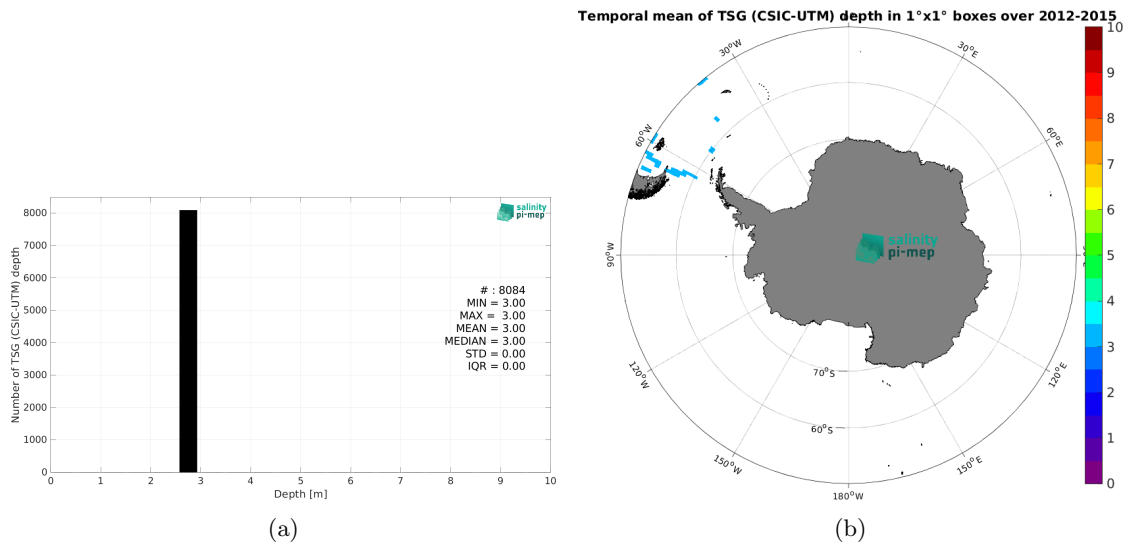 Temporal mean of TSG (CSIC-UTM) depth in 1°x1° boxes over 2012-2015
8000
7000
6000
5000
4000
3000
2000
1000
0
Number of TSG (CSIC-UTM) depth
salinity
pi-mep
# : 8084
MIN = 3.00
MAX = 3.00
MEAN = 3.00
MEDIAN = 3.00
STD = 0.00
IQR = 0.00
0 1 2 3 4 5 6 7 8 9 10
Depth [m]
(a)
30°W
30°E
60°W
60°E
90°W
120°W
120°E
150°W
150°E
180°W
70°S
60°S
salinity
pi-mep
10
9
8
7
6
5
4
3
2
1
0
(b)